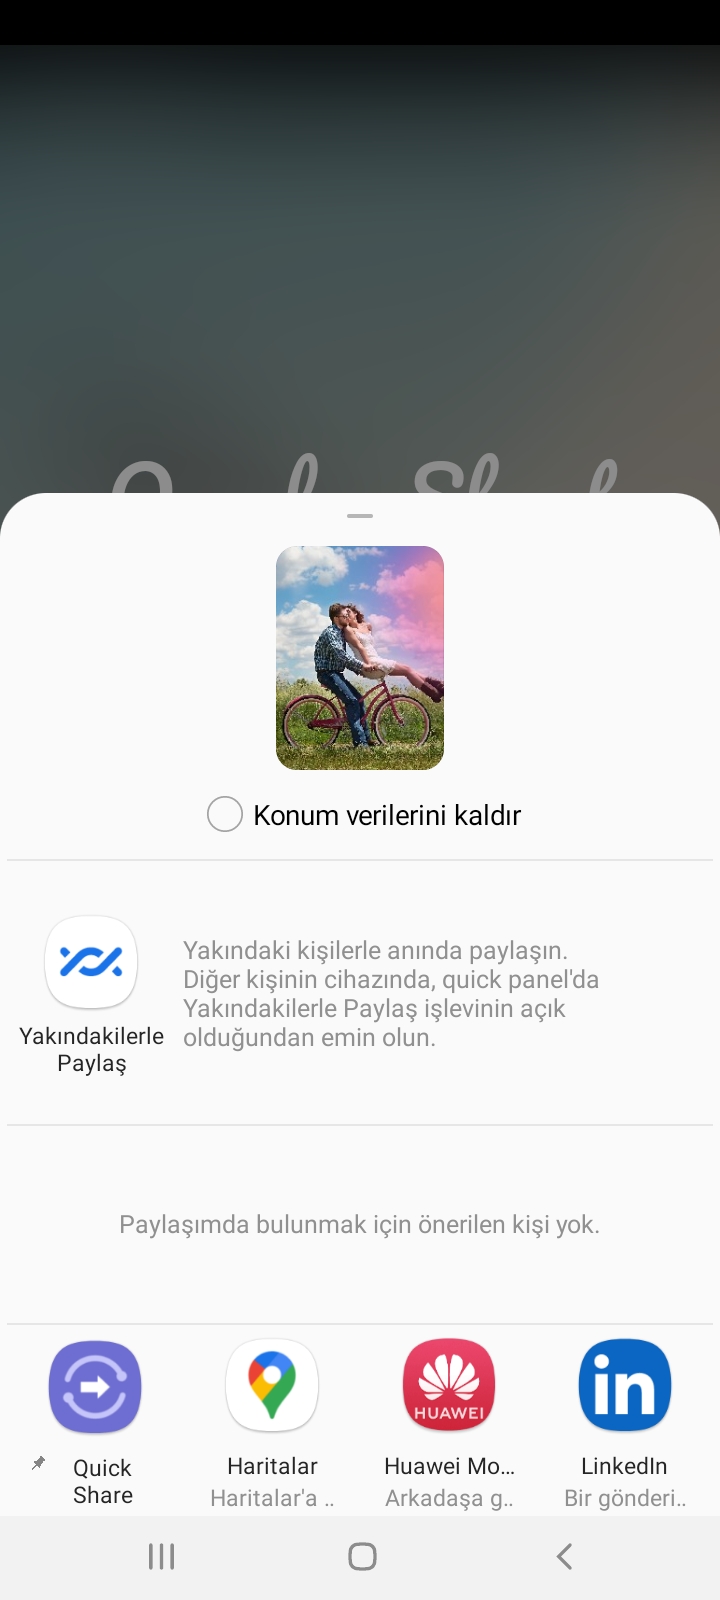 Konum verilerini kaldır
Yakındaki kişilerle anında paylaşın.
Diğer kişinin cihazında, quick panel'da
Yakındakilerle Paylaş işlevinin açık
olduğundan emin olun.
Yakındakilerle
Paylaş
Paylaşımda bulunmak için önerilen kişi yok.
HUAWEI
in
Quick
Share
Haritalar
Haritalar'a ..
Huawei Mo...
Arkadaşa g..
LinkedIn
Bir gönderi..